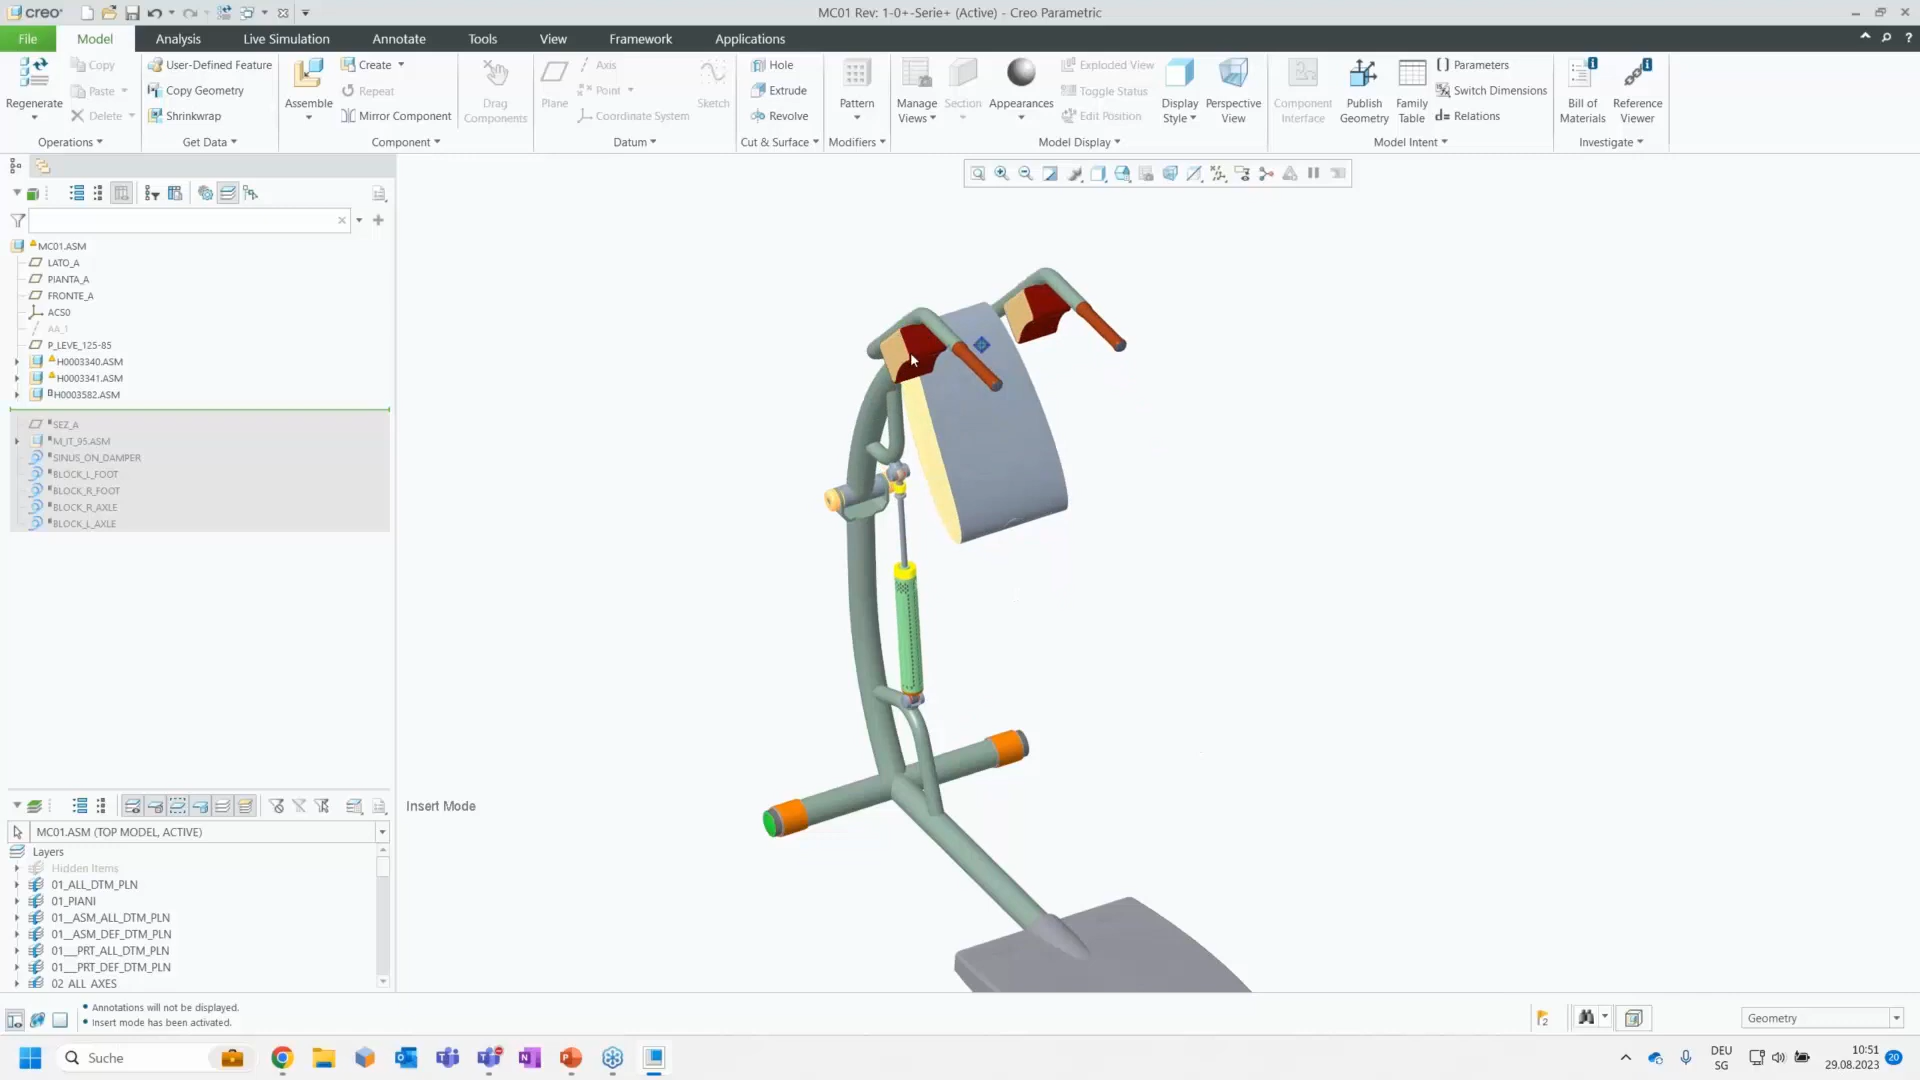 creo
MC01 Rev: 1-0+-Serie+ (Active) - Creo Parametric
File
Model
Analysis
Live Simulation
Annotate
Tools
View
Framework
Applications
Regenerate
Copy
Paste
Delete
Operations
User-Defined Feature
Copy Geometry
Shrinkwrap
Get Data
Assemble
Create
Repeat
Mirror Component
Component
Drag
Components
Plane
Axis
Point
Coordinate System
Sketch
Datum
Hole
Extrude
Revolve
Cut & Surface
Pattern
Modifiers
Manage
Views
Section
Appearances
Exploded View
Toggle Status
Edit Position
Display
Style
Perspective
View
Model Display
Component
Interface
Publish
Geometry
Family
Table
Parameters
Switch Dimensions
d= Relations
Model Intent
Bill of
Materials
Reference
Viewer
Investigate
MC01.ASM
LATO_A
PIANTA_A
FRONTE_A
ACS0
AA_1
P_LEVE_125-85
H0003340.ASM
H0003341.ASM
H0003582.ASM
SEZ_A
M_IT_95.ASM
SINUS_ON_DAMPER
BLOCK_L_FOOT
BLOCK_R_FOOT
BLOCK_R_AXLE
BLOCK_L_AXLE
Insert Mode
MC01.ASM (TOP MODEL, ACTIVE)
Layers
Hidden Items
01_ALL_DTM_PLN
01_PIANI
01__ASM_ALL_DTM_PLN
01__ASM_DEF_DTM_PLN
01___PRT_ALL_DTM_PLN
01___PRT_DEF_DTM_PLN
02_ALL_AXES
• Annotations will not be displayed.
• Insert mode has been activated.
2
Geometry
Suche
DEU
SG
10:51
29.08.2023
20